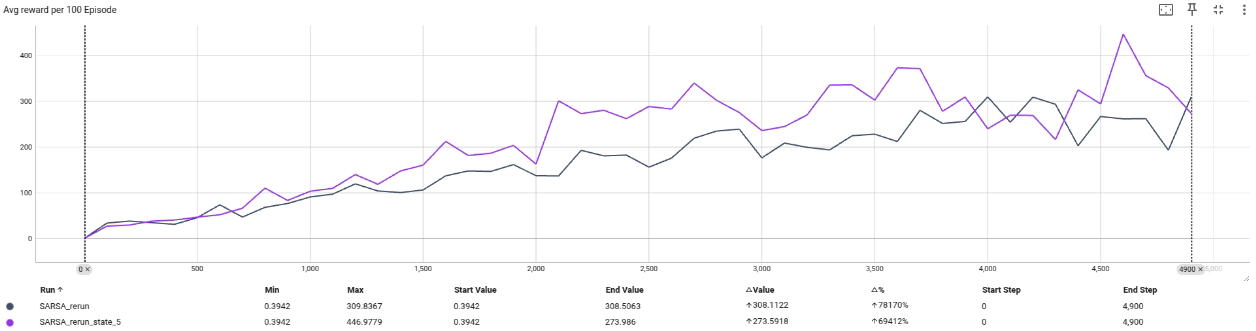 Avg reward per 100 Episode
400
300
200
100
0
0 × 500 1,000 1,500 2,000 2,500 3,000 3,500 4,000 4,500 4900 × 5,000
Run ↑ Min Max Start Value End Value △Value △% Start Step End Step
SARSA_rerun 0.3942 309.8367 0.3942 308.5063 ↑308.1122 ↑78170% 0 4,900
SARSA_rerun_state_5 0.3942 446.9779 0.3942 273.986 ↑273.5918 ↑69412% 0 4,900